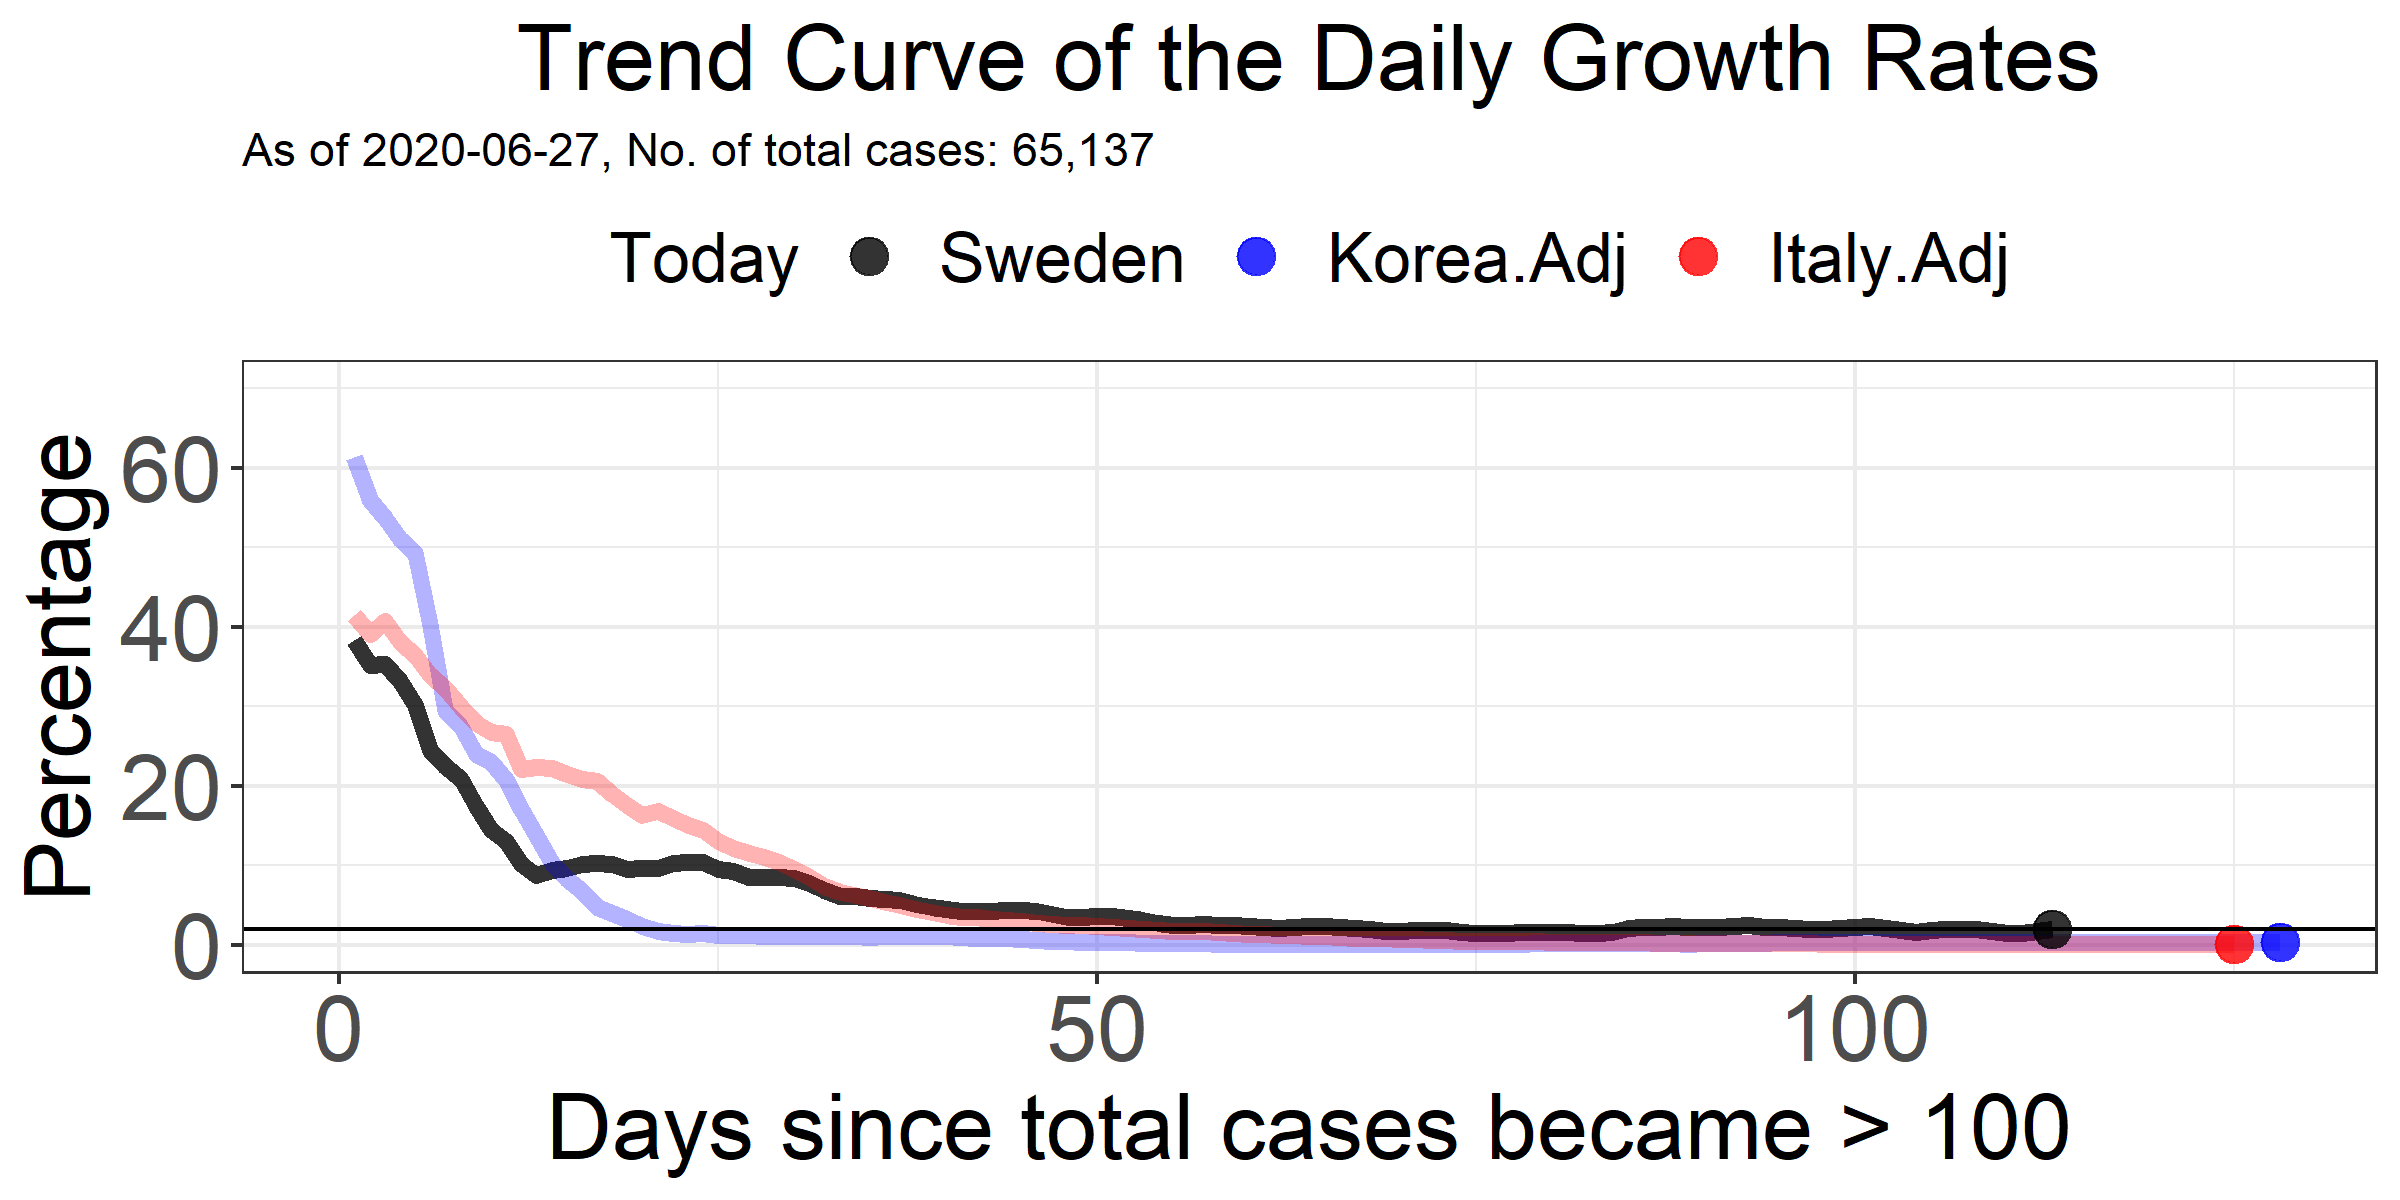 Trend Curve of the Daily Growth Rates
As of 2020-06-27, No. of total cases: 65,137
Today Sweden Korea.Adj Italy.Adj
Percentage
60
40
20
0
0 50 100
Days since total cases became > 100